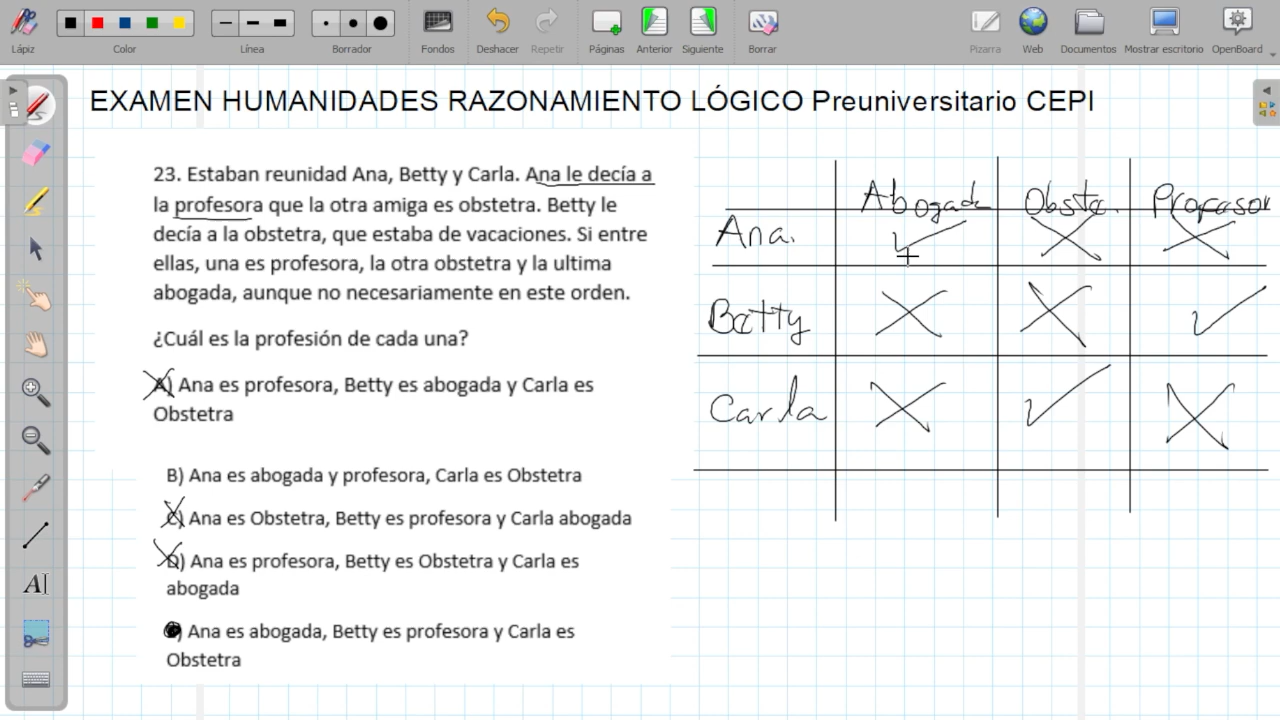 Lápiz
Color
Línea
Borrador
Fondos
Deshacer
Repetir
Páginas
Anterior
Siguiente
Borrar
Pizarra
Web
Documentos
Mostrar escritorio
OpenBoard
EXAMEN HUMANIDADES RAZONAMIENTO LÓGICO Preuniversitario CEPI
23. Estaban reunidad Ana, Betty y Carla. Ana le decía a
la profesora que la otra amiga es obstetra. Betty le
decía a la obstetra, que estaba de vacaciones. Si entre
ellas, una es profesora, la otra obstetra y la ultima
abogada, aunque no necesariamente en este orden.
¿Cuál es la profesión de cada una?
A) Ana es profesora, Betty es abogada y Carla es
Obstetra
B) Ana es abogada y profesora, Carla es Obstetra
C) Ana es Obstetra, Betty es profesora y Carla abogada
D) Ana es profesora, Betty es Obstetra y Carla es
abogada
) Ana es abogada, Betty es profesora y Carla es
Obstetra
Abogada Obste. Profesor
Ana.
Betty
Carla
AI